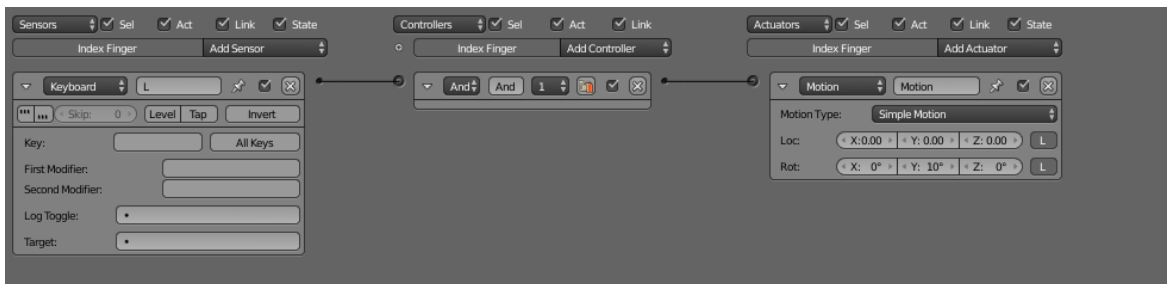 Sensors Sel Act Link State Controllers Sel Act Link Actuators Sel Act Link State
Index Finger Add Sensor Index Finger Add Controller Index Finger Add Actuator
Keyboard L And And 1 Motion Motion
Skip: 0 Level Tap Invert Motion Type: Simple Motion
Key: All Keys Loc: X:0.00 Y: 0.00 Z: 0.00 L
First Modifier: Rot: X: 0° Y: 10° Z: 0° L
Second Modifier:
Log Toggle:
Target: